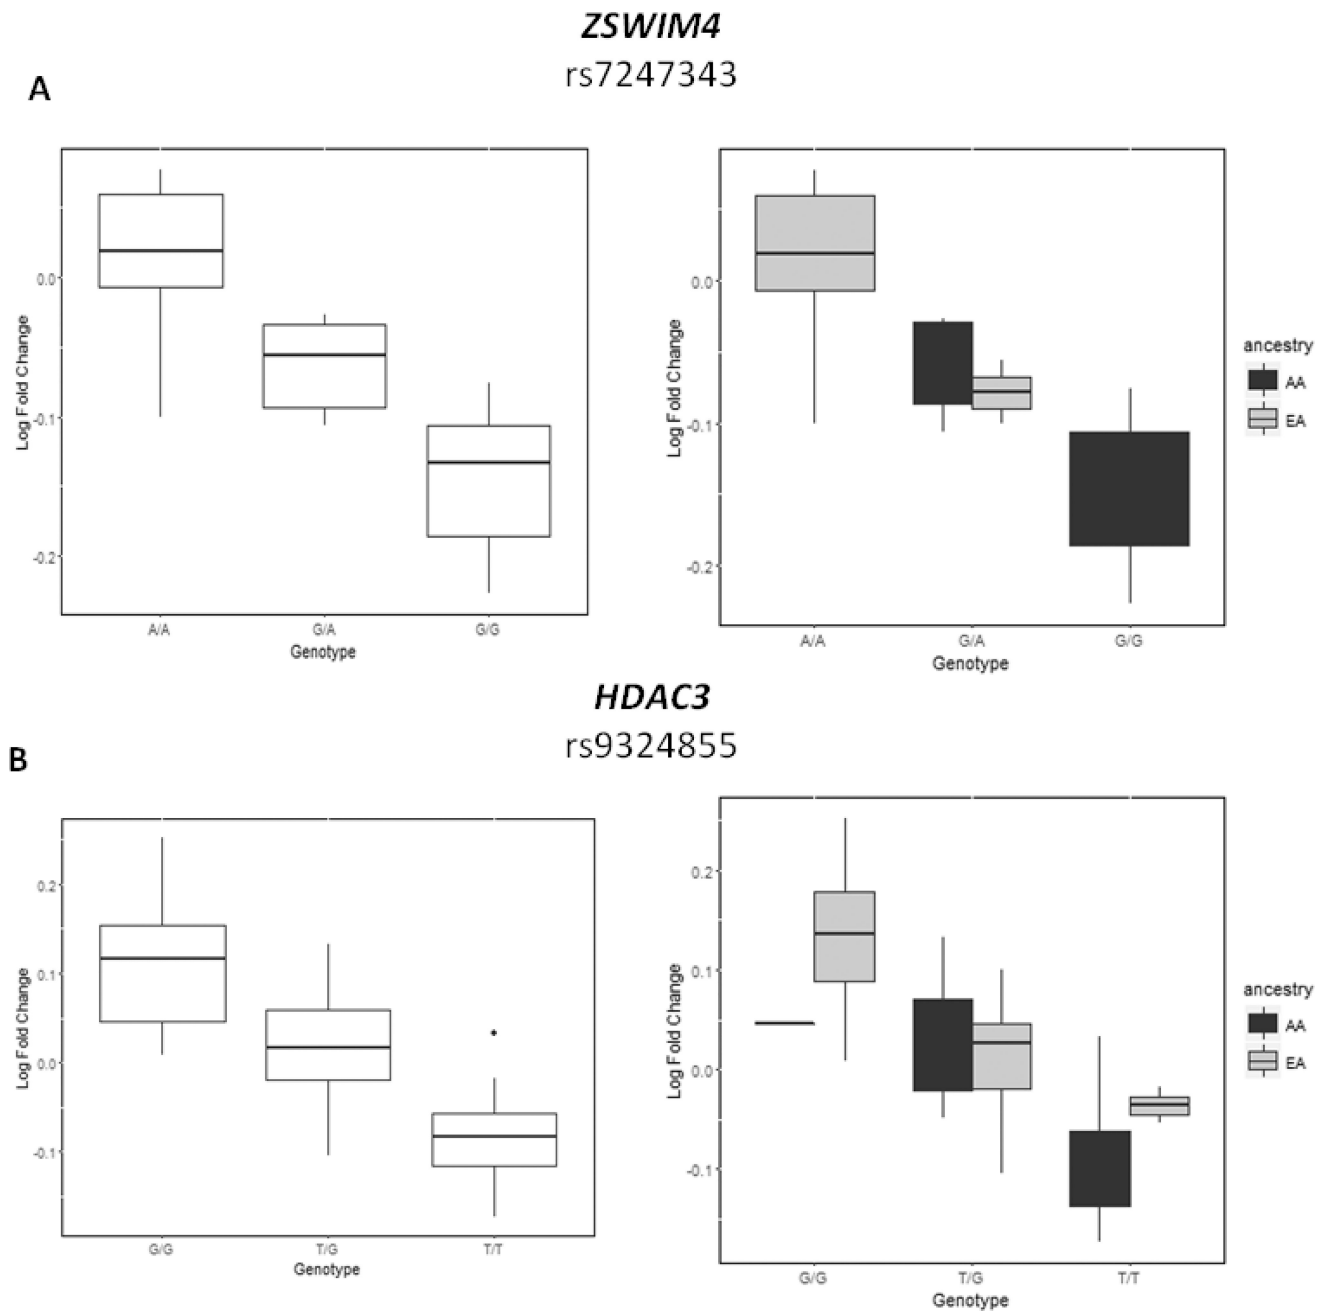 ZSWIM4
rs7247343
A
Log Fold Change
0.0
-0.1
-0.2
A/A G/A G/G
Genotype
Log Fold Change
0.0
-0.1
-0.2
A/A G/A G/G
Genotype
ancestry
AA
EA
HDAC3
rs9324855
B
Log Fold Change
0.2
0.1
0.0
-0.1
G/G T/G T/T
Genotype
Log Fold Change
0.2
0.1
0.0
-0.1
G/G T/G T/T
Genotype
ancestry
AA
EA